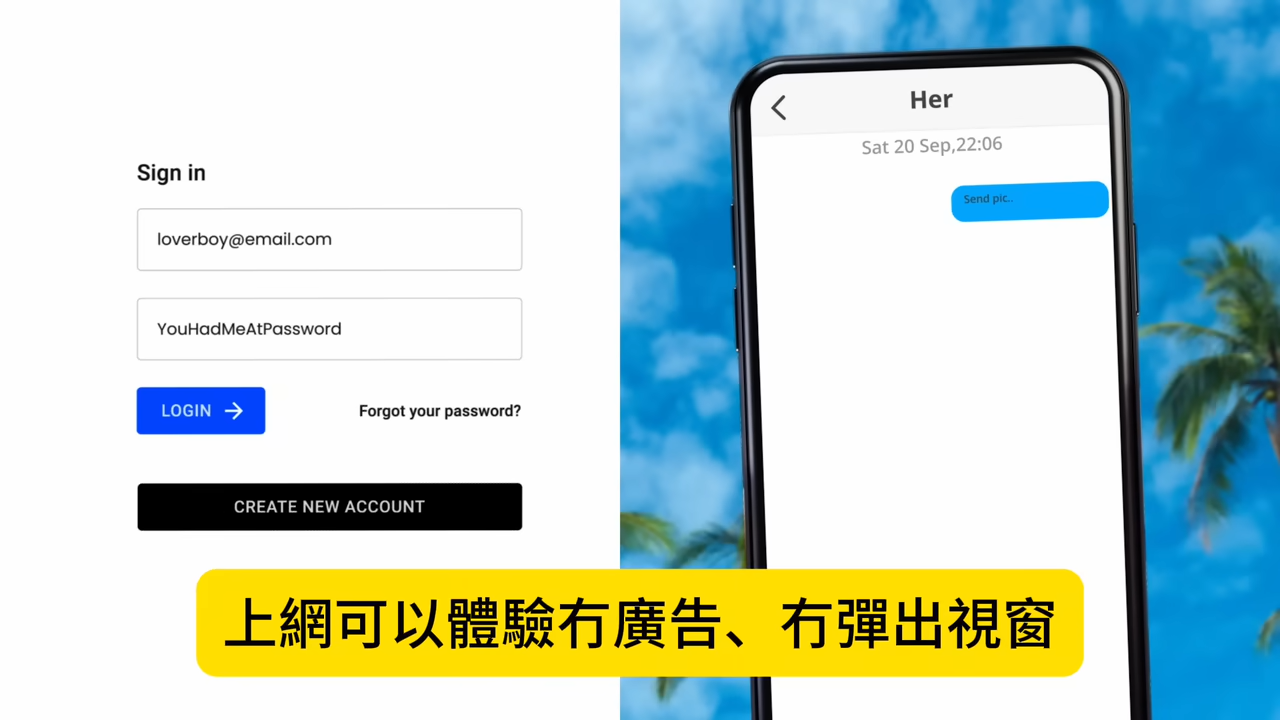 Sign in
loverboy@email.com
YouHadMeAtPassword
LOGIN
Forgot your password?
CREATE NEW ACCOUNT
Her
Sat 20 Sep,22:06
Send pic..
上網可以體驗冇廣告、冇彈出視窗